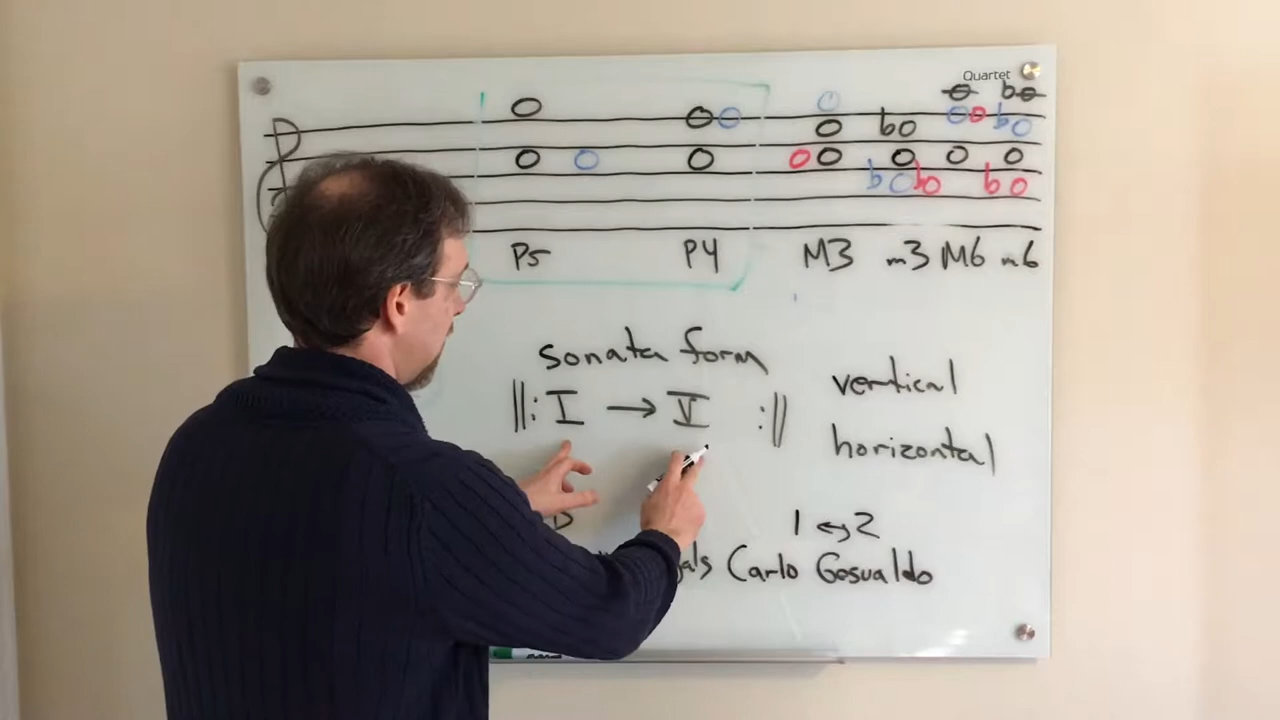 Quartet
P5 P4 M3 m3 M6 m6
sonata form
||: I → V :||
vertical
horizontal
1 ↔ 2
Carlo Gesualdo